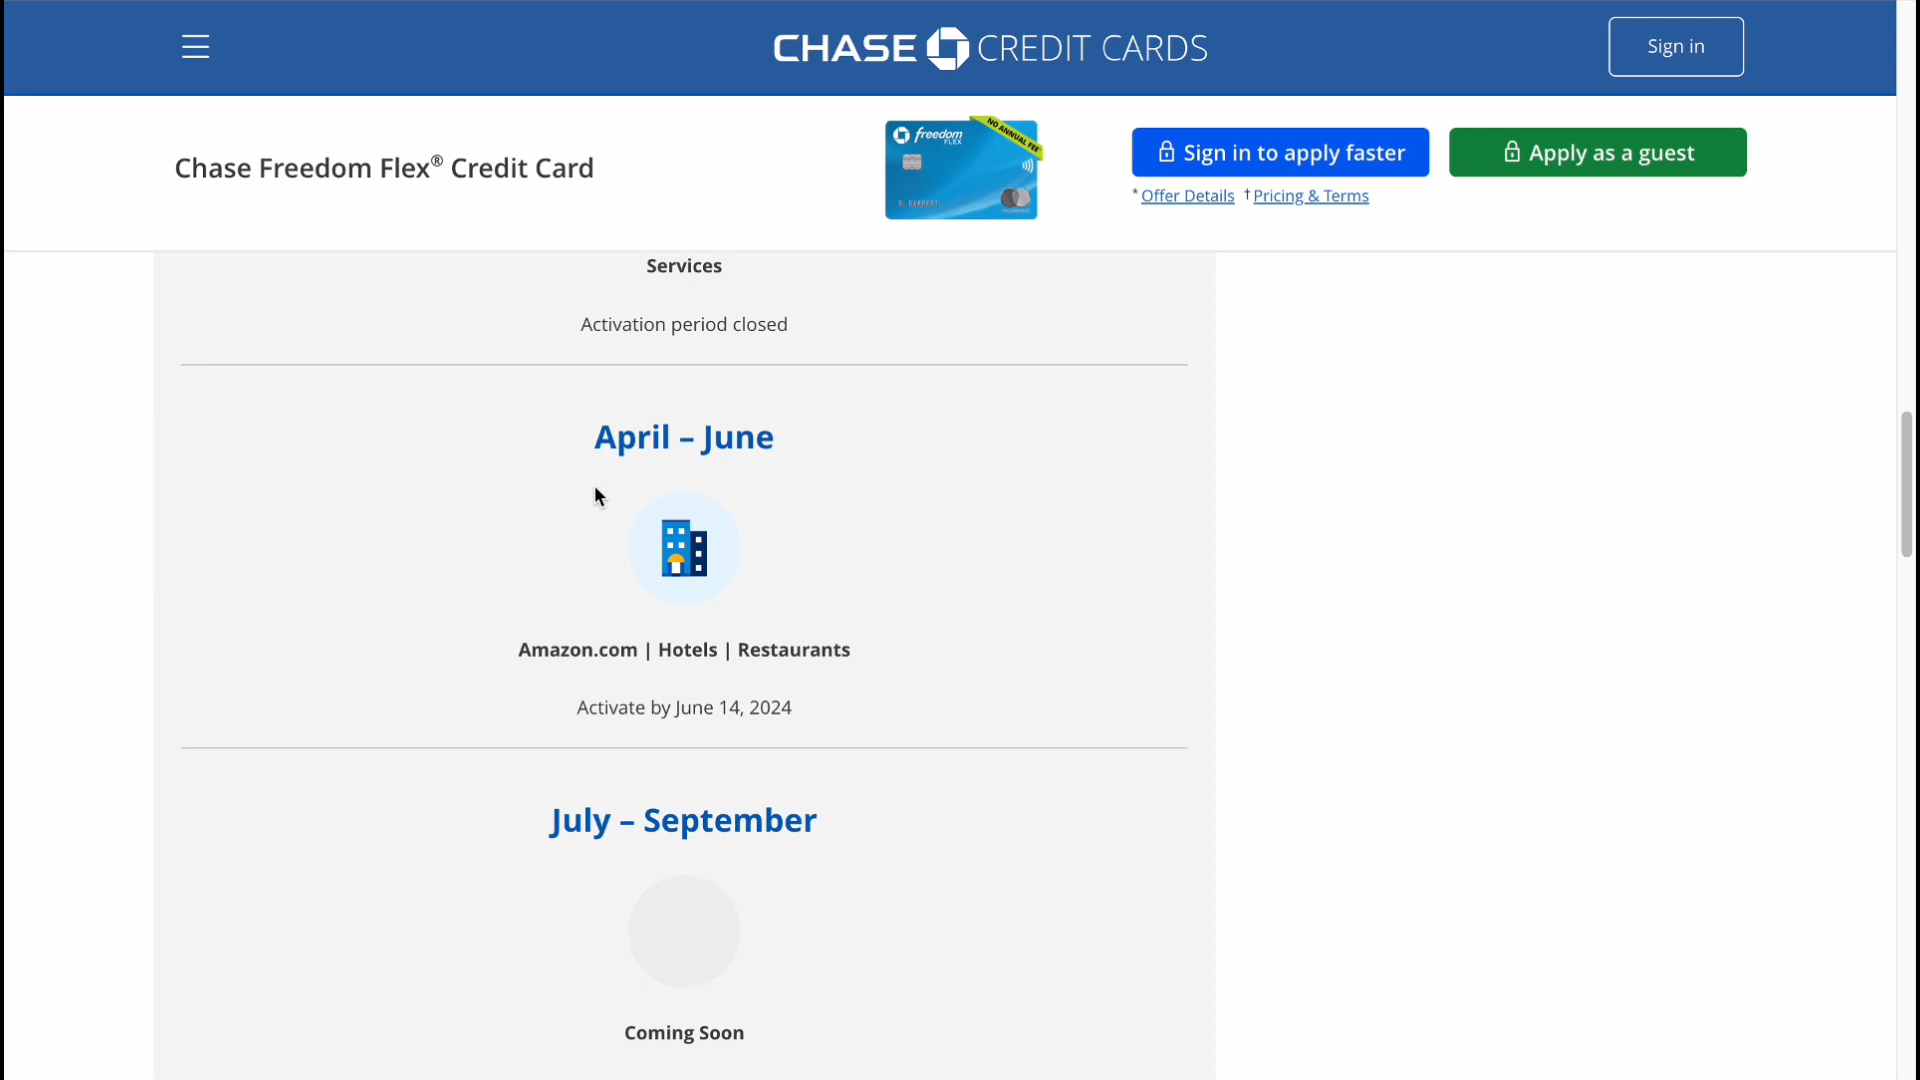 CHASE CREDIT CARDS
Sign in
Chase Freedom Flex® Credit Card
freedom
FLEX
NO ANNUAL FEE
D. BARRETT
Sign in to apply faster
Apply as a guest
* Offer Details † Pricing & Terms
Services
Activation period closed
April – June
Amazon.com | Hotels | Restaurants
Activate by June 14, 2024
July – September
Coming Soon